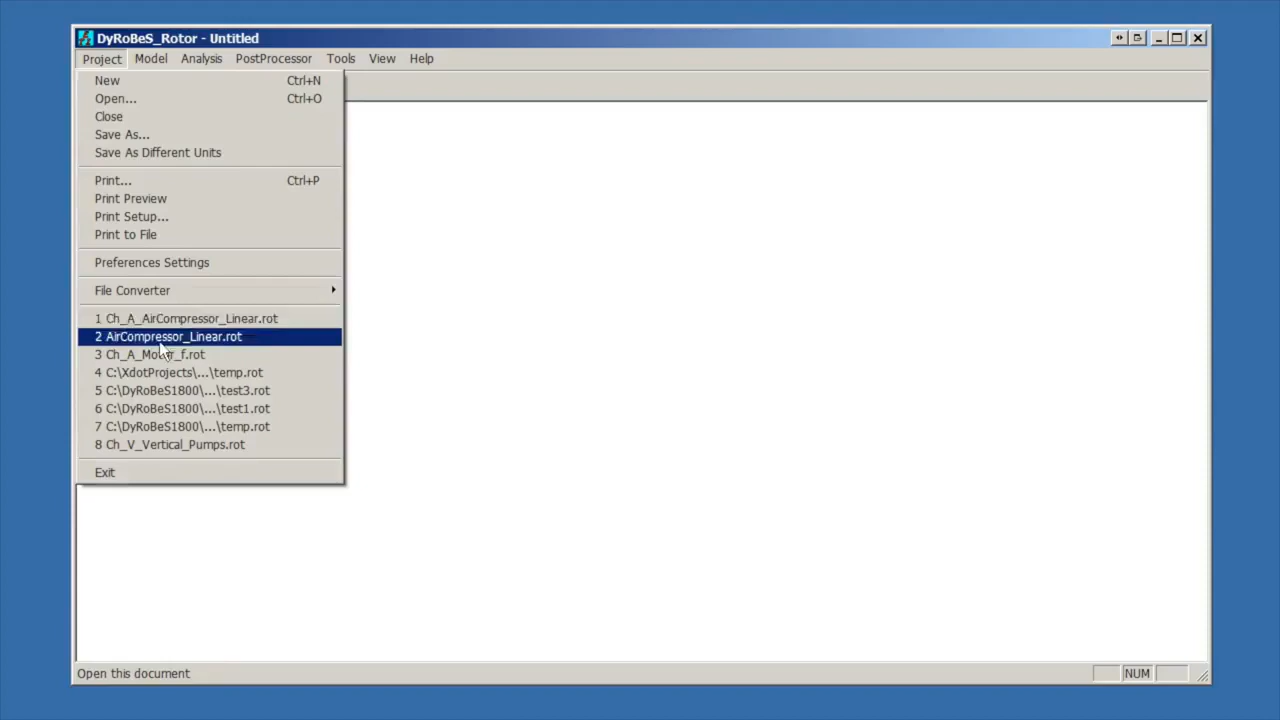 DyRoBeS_Rotor - Untitled
Project Model Analysis PostProcessor Tools View Help
New Ctrl+N
Open... Ctrl+O
Close
Save As...
Save As Different Units
Print... Ctrl+P
Print Preview
Print Setup...
Print to File
Preferences Settings
File Converter
1 Ch_A_AirCompressor_Linear.rot
2 AirCompressor_Linear.rot
3 Ch_A_Motor_f.rot
4 C:\XdotProjects\...\temp.rot
5 C:\DyRoBeS1800\...\test3.rot
6 C:\DyRoBeS1800\...\test1.rot
7 C:\DyRoBeS1800\...\temp.rot
8 Ch_V_Vertical_Pumps.rot
Exit
Open this document NUM